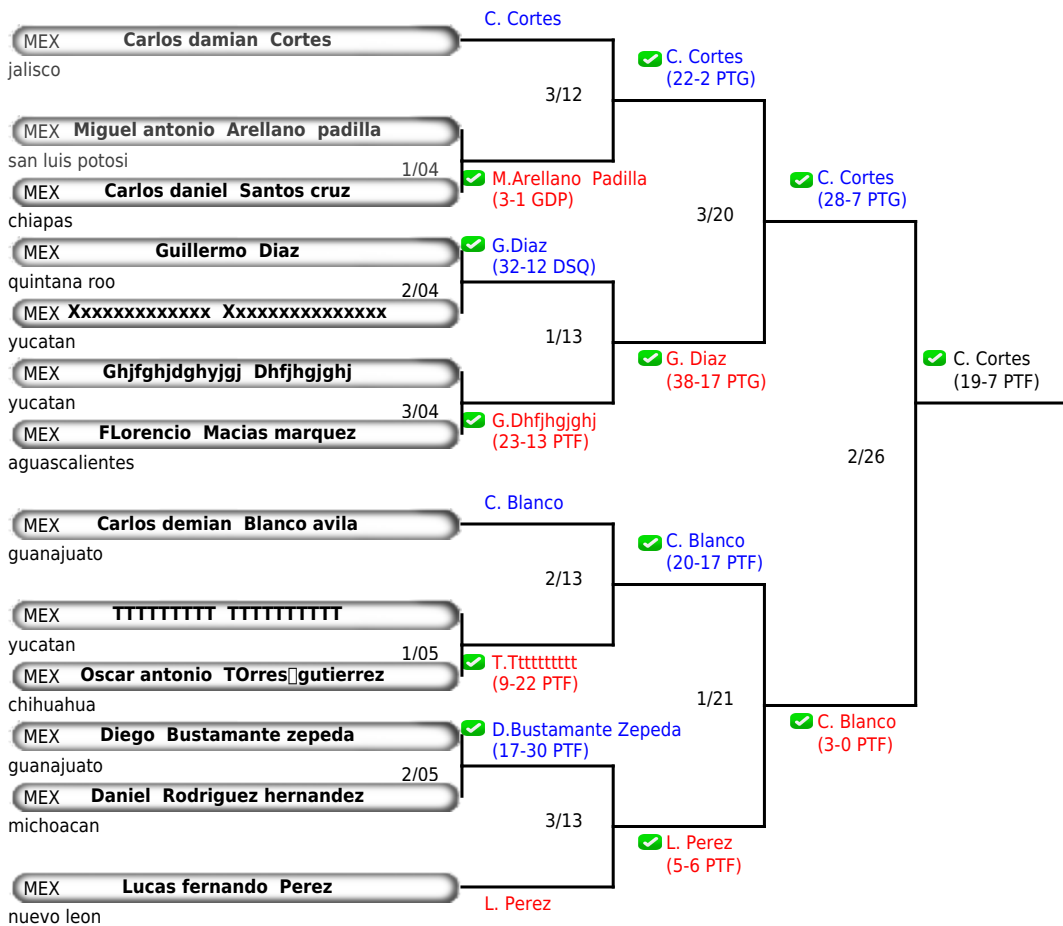 C. Cortes
MEX Carlos damian Cortes
jalisco
C. Cortes
(22-2 PTG)
3/12
MEX Miguel antonio Arellano padilla
san luis potosi
1/04
M.Arellano Padilla
(3-1 GDP)
MEX Carlos daniel Santos cruz
chiapas
C. Cortes
(28-7 PTG)
3/20
MEX Guillermo Diaz
quintana roo
G.Diaz
(32-12 DSQ)
2/04
MEX Xxxxxxxxxxxxx Xxxxxxxxxxxxxxx
yucatan
1/13
G. Diaz
(38-17 PTG)
MEX Ghjfghjdghyjgj Dhfjhgjghj
yucatan
3/04
G.Dhfjhgjghj
(23-13 PTF)
MEX FLorencio Macias marquez
aguascalientes
C. Cortes
(19-7 PTF)
2/26
C. Blanco
MEX Carlos demian Blanco avila
guanajuato
C. Blanco
(20-17 PTF)
2/13
MEX TTTTTTTTT TTTTTTTTTT
yucatan
1/05
T.Tttttttttt
(9-22 PTF)
MEX Oscar antonio TOrres▯gutierrez
chihuahua
1/21
C. Blanco
(3-0 PTF)
MEX Diego Bustamante zepeda
guanajuato
D.Bustamante Zepeda
(17-30 PTF)
2/05
MEX Daniel Rodriguez hernandez
michoacan
3/13
L. Perez
(5-6 PTF)
MEX Lucas fernando Perez
nuevo leon
L. Perez